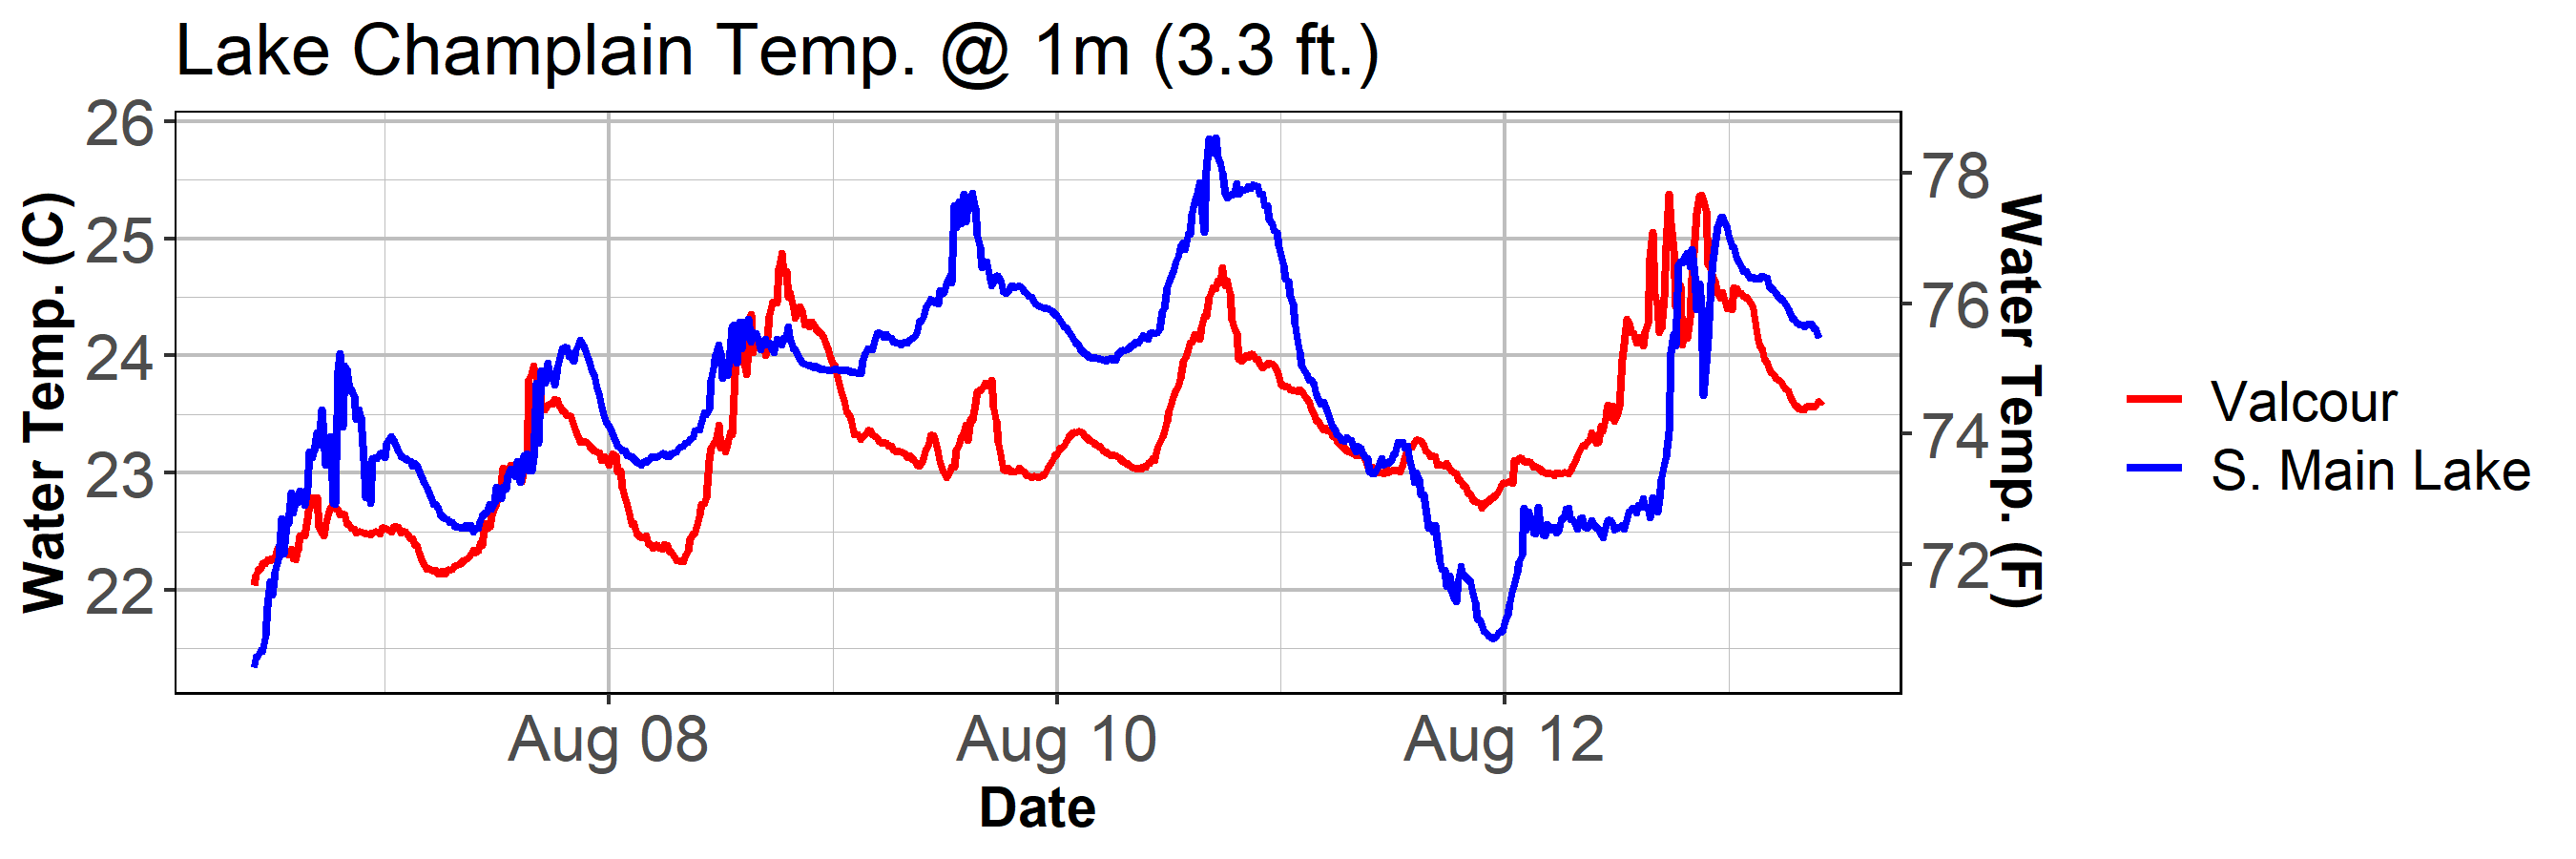 Lake Champlain Temp. @ 1m (3.3 ft.)
Water Temp. (C)
26
25
24
23
22
78
76
74
72
Water Temp. (F)
Aug 08
Aug 10
Aug 12
Date
Valcour
S. Main Lake